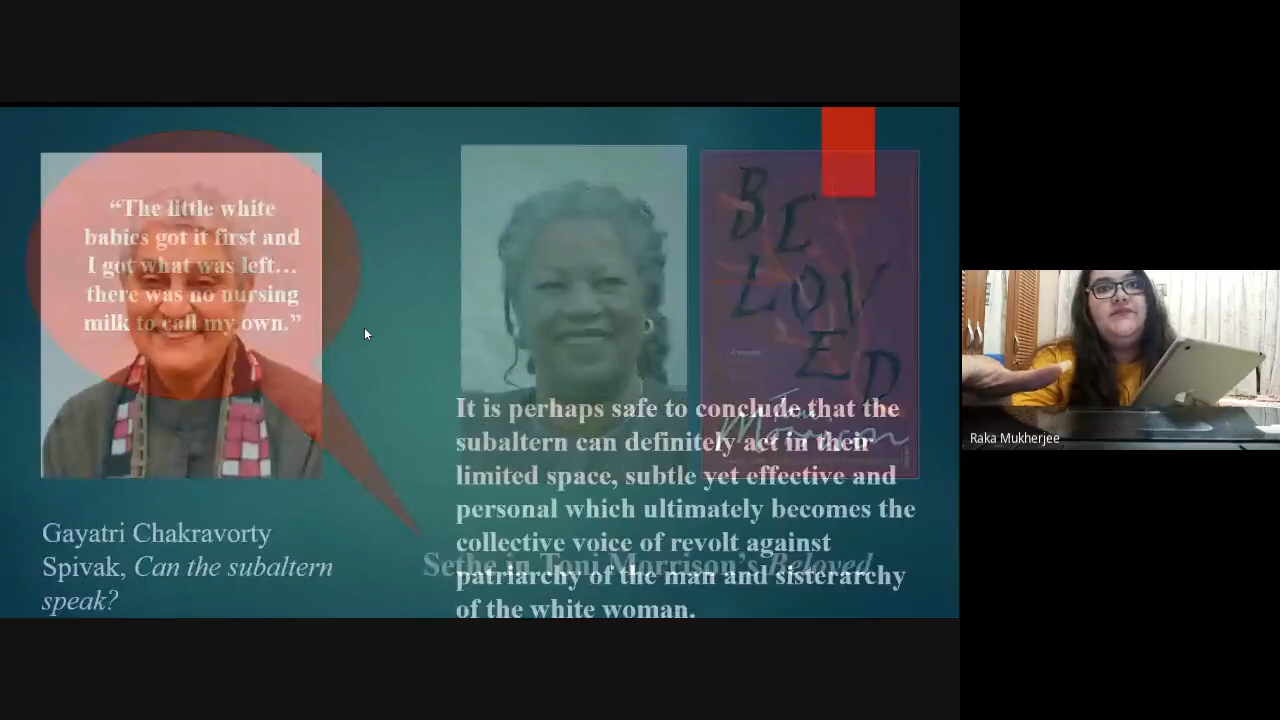 “The little white
babies got it first and
I got what was left…
there was no nursing
milk to call my own.”
BE
LOV
ED
Toni
Morrison
It is perhaps safe to conclude that the
subaltern can definitely act in their
limited space, subtle yet effective and
personal which ultimately becomes the
collective voice of revolt against
patriarchy of the man and sisterarchy
of the white woman.
Gayatri Chakravorty
Spivak, Can the subaltern
speak?
Sethe in Toni Morrison’s Beloved
Raka Mukherjee